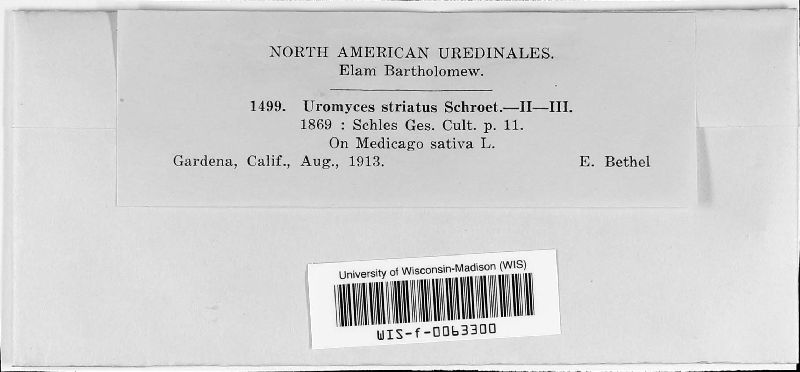 NORTH AMERICAN UREDINALES.
Elam Bartholomew.
1499. Uromyces striatus Schroet.—II—III.
1869 : Schles Ges. Cult. p. 11.
On Medicago sativa L.
Gardena, Calif., Aug., 1913. E. Bethel
University of Wisconsin-Madison (WIS)
WIS-f-0063300